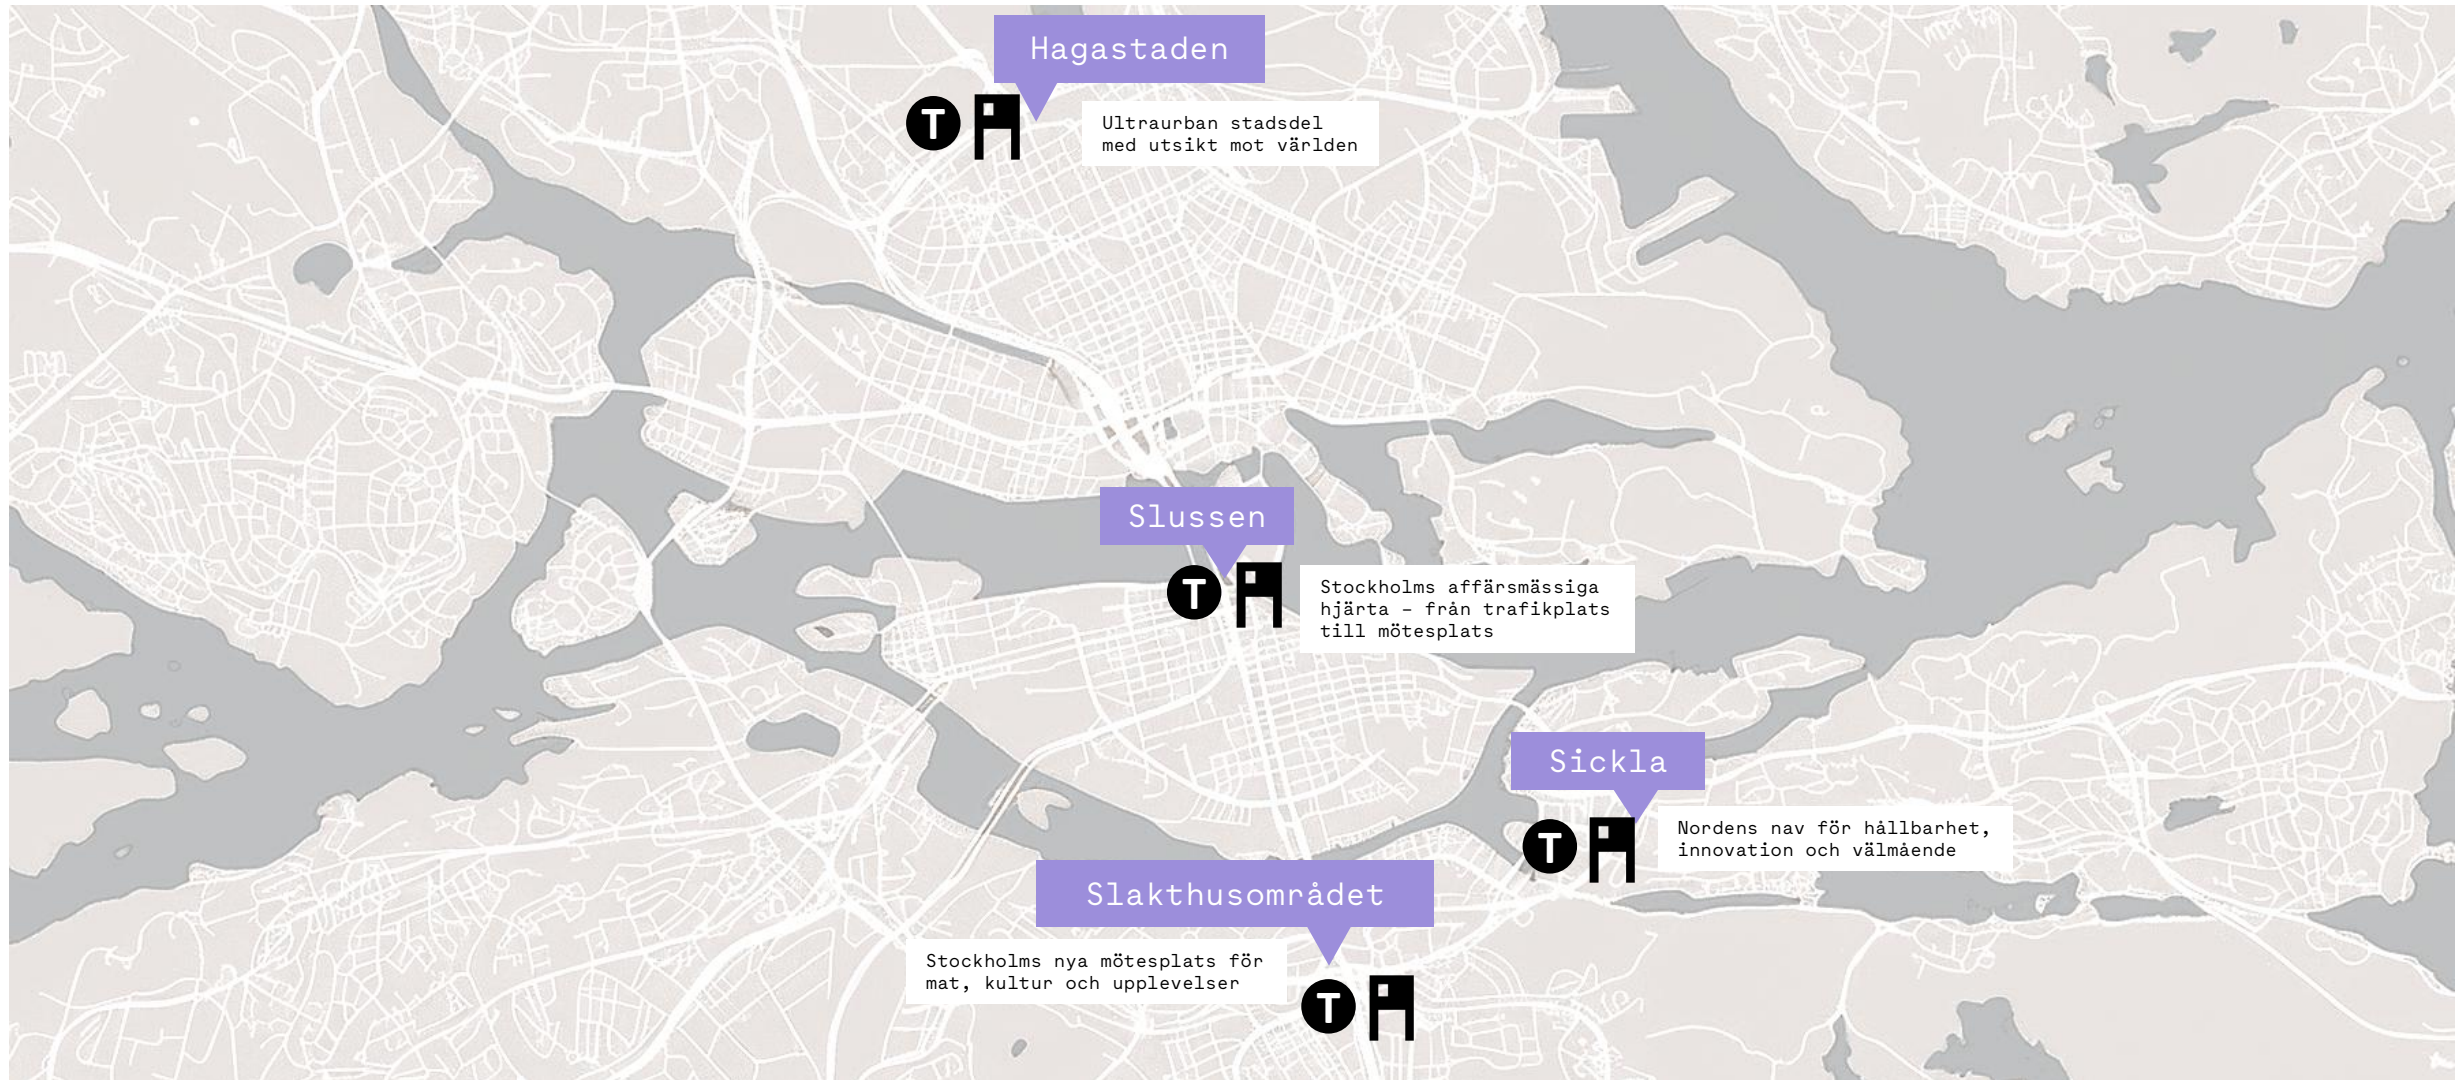 Hagastaden
T
Ultraurban stadsdel
med utsikt mot världen
Slussen
T
Stockholms affärsmässiga
hjärta – från trafikplats
till mötesplats
Sickla
T
Nordens nav för hållbarhet,
innovation och välmående
Slakthusområdet
Stockholms nya mötesplats för
mat, kultur och upplevelser
T